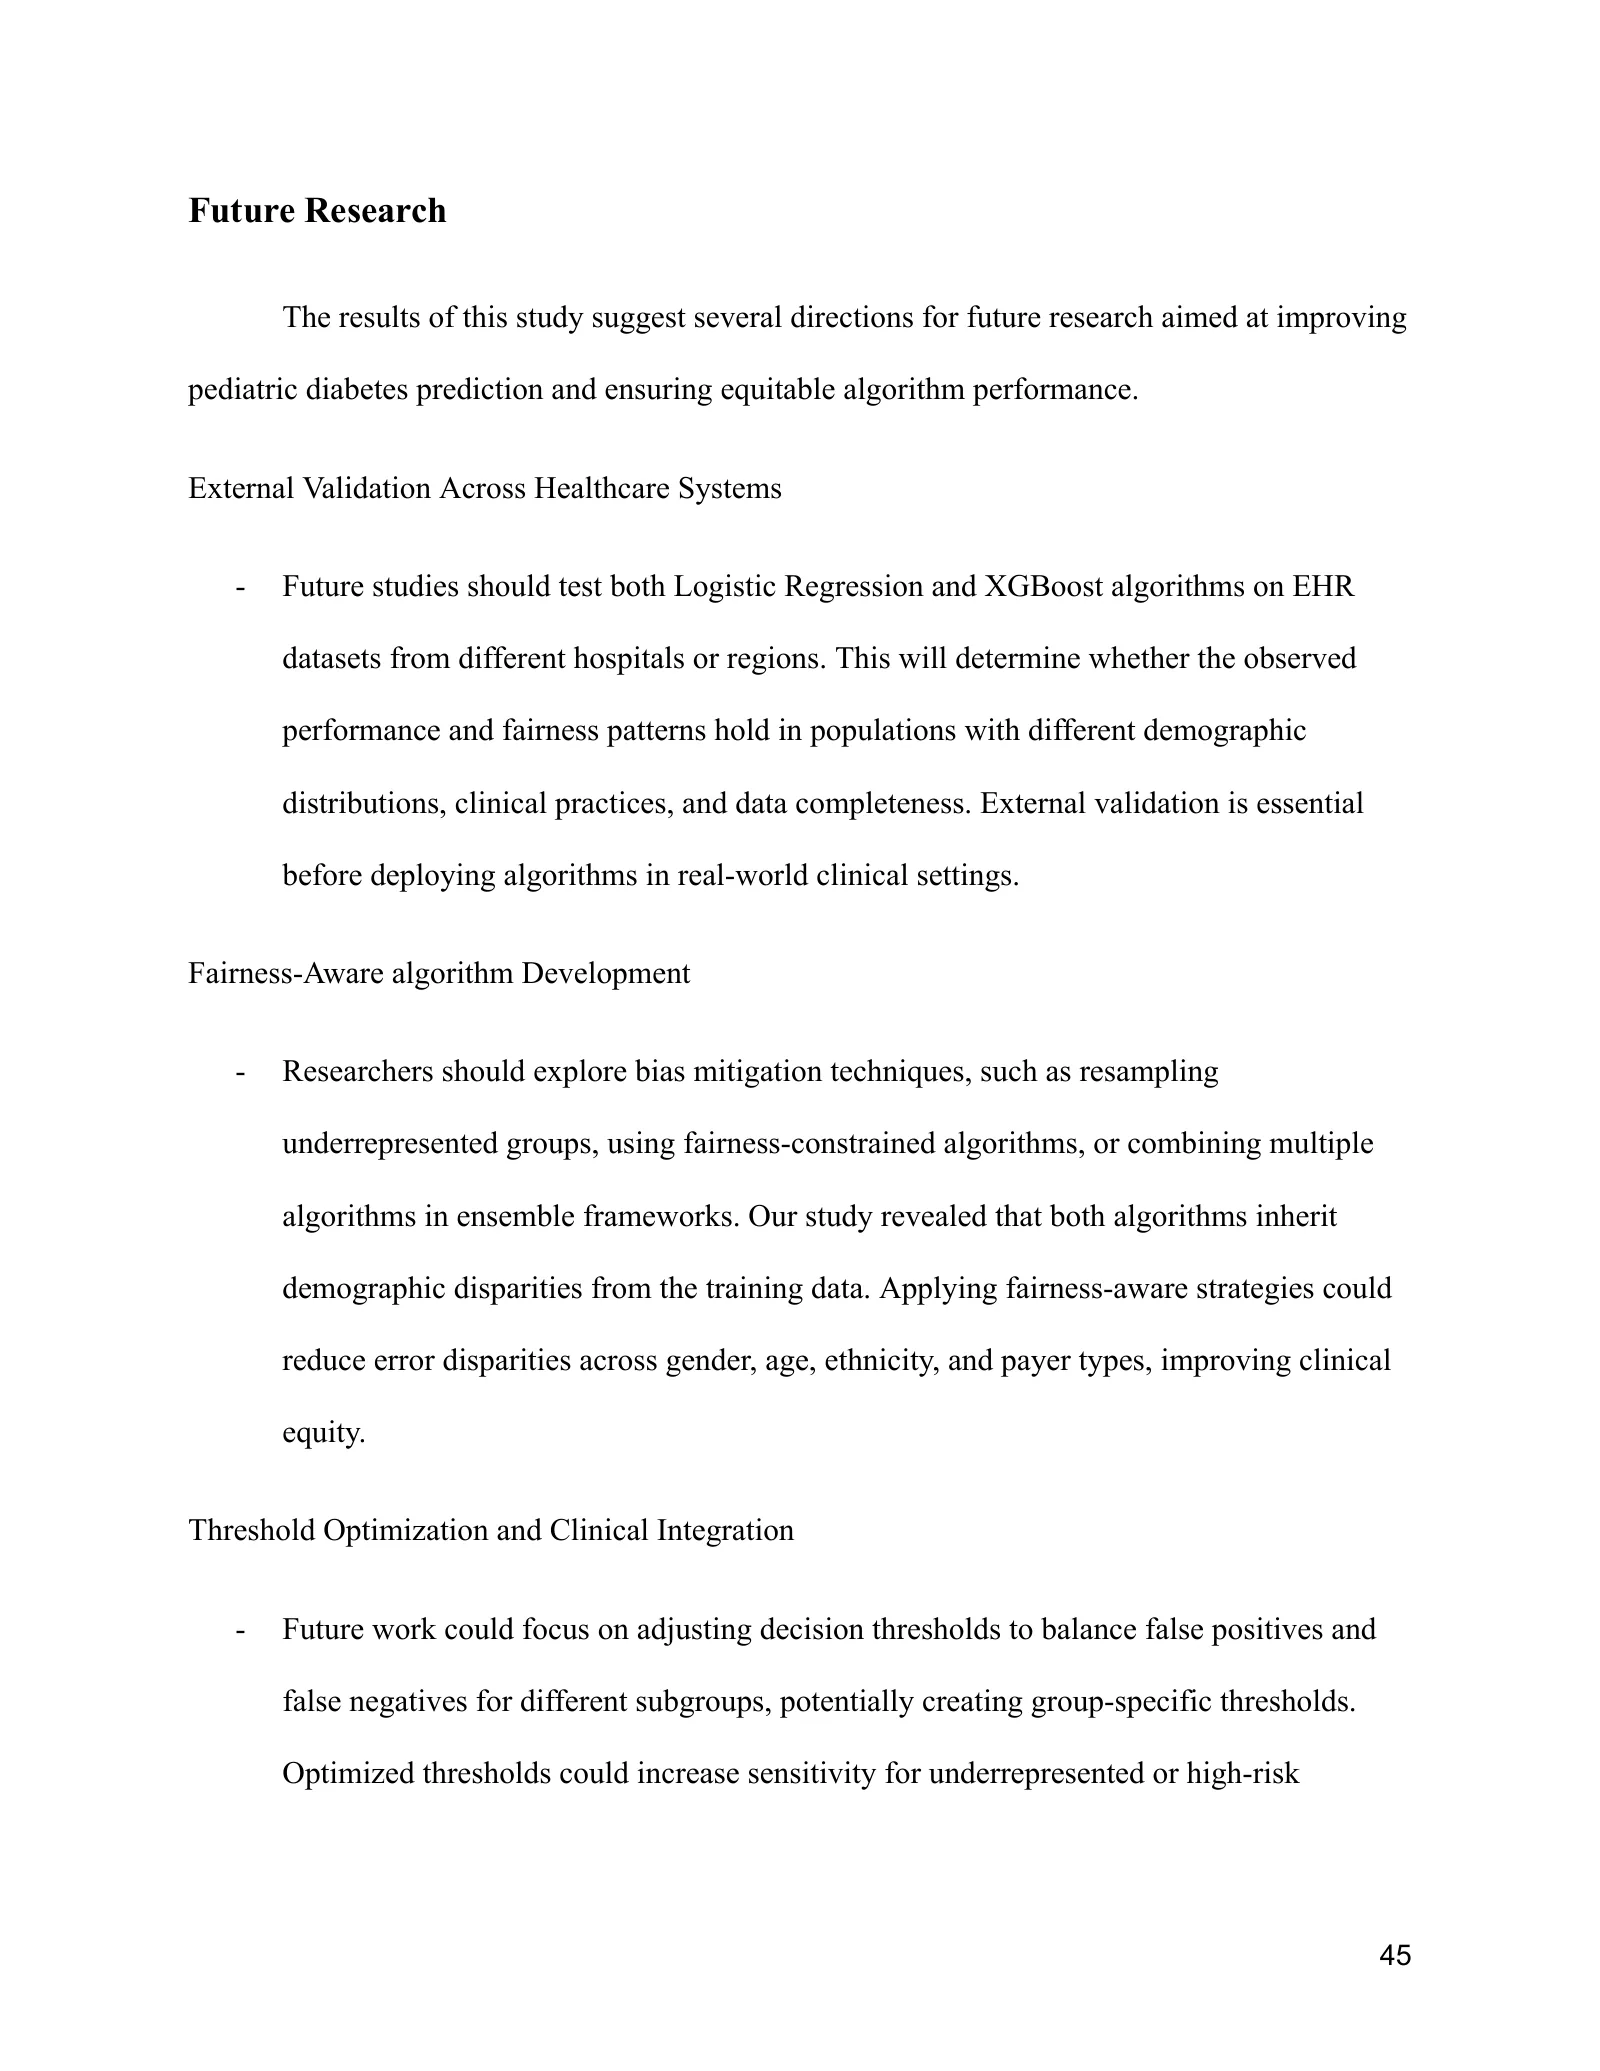 Future Research
The results of this study suggest several directions for future research aimed at improving
pediatric diabetes prediction and ensuring equitable algorithm performance.
External Validation Across Healthcare Systems
- Future studies should test both Logistic Regression and XGBoost algorithms on EHR
datasets from different hospitals or regions. This will determine whether the observed
performance and fairness patterns hold in populations with different demographic
distributions, clinical practices, and data completeness. External validation is essential
before deploying algorithms in real-world clinical settings.
Fairness-Aware algorithm Development
- Researchers should explore bias mitigation techniques, such as resampling
underrepresented groups, using fairness-constrained algorithms, or combining multiple
algorithms in ensemble frameworks. Our study revealed that both algorithms inherit
demographic disparities from the training data. Applying fairness-aware strategies could
reduce error disparities across gender, age, ethnicity, and payer types, improving clinical
equity.
Threshold Optimization and Clinical Integration
- Future work could focus on adjusting decision thresholds to balance false positives and
false negatives for different subgroups, potentially creating group-specific thresholds.
Optimized thresholds could increase sensitivity for underrepresented or high-risk
45